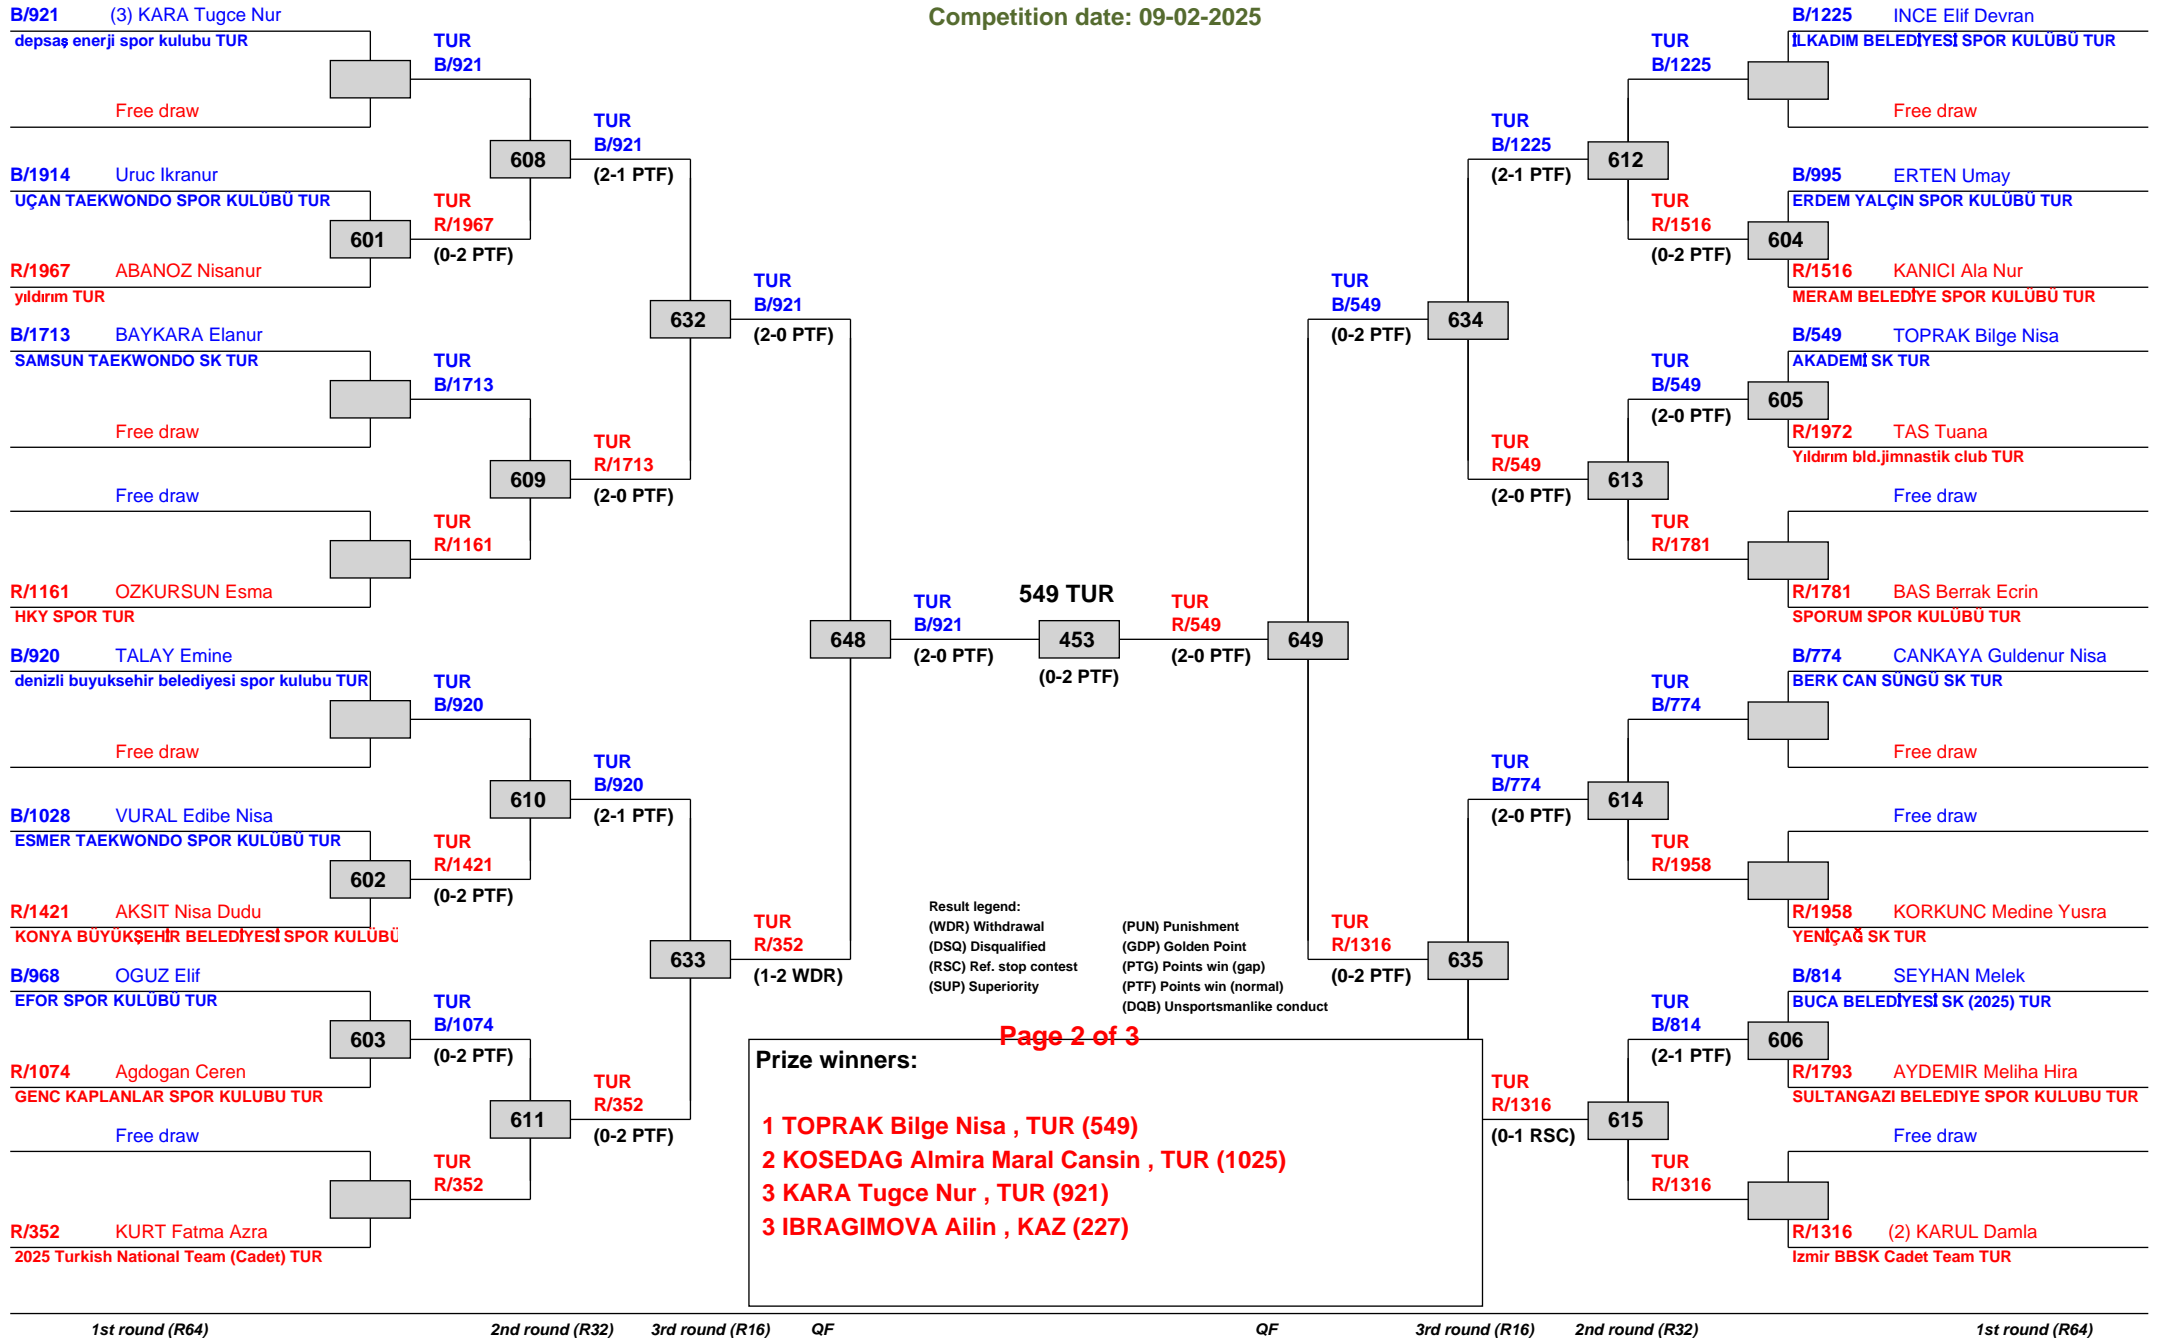 Competition date: 09-02-2025
B/921 (3) KARA Tugce Nur
depsaş enerji spor kulubu TUR
Free draw
B/1914 Uruc Ikranur
UÇAN TAEKWONDO SPOR KULÜBÜ TUR
601
R/1967 ABANOZ Nisanur
yıldırım TUR
B/1713 BAYKARA Elanur
SAMSUN TAEKWONDO SK TUR
Free draw
Free draw
R/1161 OZKURSUN Esma
HKY SPOR TUR
B/920 TALAY Emine
denizli buyuksehir belediyesi spor kulubu TUR
Free draw
B/1028 VURAL Edibe Nisa
ESMER TAEKWONDO SPOR KULÜBÜ TUR
602
R/1421 AKSIT Nisa Dudu
KONYA BÜYÜKŞEHİR BELEDİYESİ SPOR KULÜBÜ
B/968 OGUZ Elif
EFOR SPOR KULÜBÜ TUR
603
R/1074 Agdogan Ceren
GENC KAPLANLAR SPOR KULUBU TUR
Free draw
R/352 KURT Fatma Azra
2025 Turkish National Team (Cadet) TUR
TUR
B/921
608
TUR
R/1967
(0-2 PTF)
TUR
B/1713
609
TUR
R/1161
TUR
B/920
610
TUR
R/1421
(0-2 PTF)
TUR
B/1074
(0-2 PTF)
611
TUR
R/352
TUR
B/921
(2-1 PTF)
632
TUR
R/1713
(2-0 PTF)
TUR
B/920
(2-1 PTF)
633
TUR
R/352
(0-2 PTF)
TUR
B/921
(2-0 PTF)
648
TUR
R/352
(1-2 WDR)
TUR
B/921
(2-0 PTF)
549 TUR
453
(0-2 PTF)
TUR
R/549
(2-0 PTF)
649
TUR
B/549
(0-2 PTF)
634
TUR
R/1316
(0-2 PTF)
635
TUR
B/1225
(2-1 PTF)
612
TUR
R/549
(2-0 PTF)
613
TUR
B/774
(2-0 PTF)
614
TUR
R/1316
(0-1 RSC)
615
TUR
B/1225
TUR
R/1516
(0-2 PTF)
604
TUR
B/549
(2-0 PTF)
605
TUR
R/1781
TUR
B/774
TUR
R/1958
TUR
B/814
(2-1 PTF)
606
TUR
R/1316
B/1225 INCE Elif Devran
İLKADIM BELEDİYESİ SPOR KULÜBÜ TUR
Free draw
B/995 ERTEN Umay
ERDEM YALÇIN SPOR KULÜBÜ TUR
R/1516 KANICI Ala Nur
MERAM BELEDİYE SPOR KULÜBÜ TUR
B/549 TOPRAK Bilge Nisa
AKADEMİ SK TUR
R/1972 TAS Tuana
Yıldırım bld.jimnastik club TUR
Free draw
R/1781 BAS Berrak Ecrin
SPORUM SPOR KULÜBÜ TUR
B/774 CANKAYA Guldenur Nisa
BERK CAN SÜNGÜ SK TUR
Free draw
Free draw
R/1958 KORKUNC Medine Yusra
YENİÇAĞ SK TUR
B/814 SEYHAN Melek
BUCA BELEDİYESİ SK (2025) TUR
R/1793 AYDEMIR Meliha Hira
SULTANGAZI BELEDIYE SPOR KULUBU TUR
Free draw
R/1316 (2) KARUL Damla
Izmir BBSK Cadet Team TUR
Result legend:
(WDR) Withdrawal (PUN) Punishment
(DSQ) Disqualified (GDP) Golden Point
(RSC) Ref. stop contest (PTG) Points win (gap)
(SUP) Superiority (PTF) Points win (normal)
(DQB) Unsportsmanlike conduct
Page 2 of 3
Prize winners:
1 TOPRAK Bilge Nisa , TUR (549)
2 KOSEDAG Almira Maral Cansin , TUR (1025)
3 KARA Tugce Nur , TUR (921)
3 IBRAGIMOVA Ailin , KAZ (227)
1st round (R64) 2nd round (R32) 3rd round (R16) QF QF 3rd round (R16) 2nd round (R32) 1st round (R64)